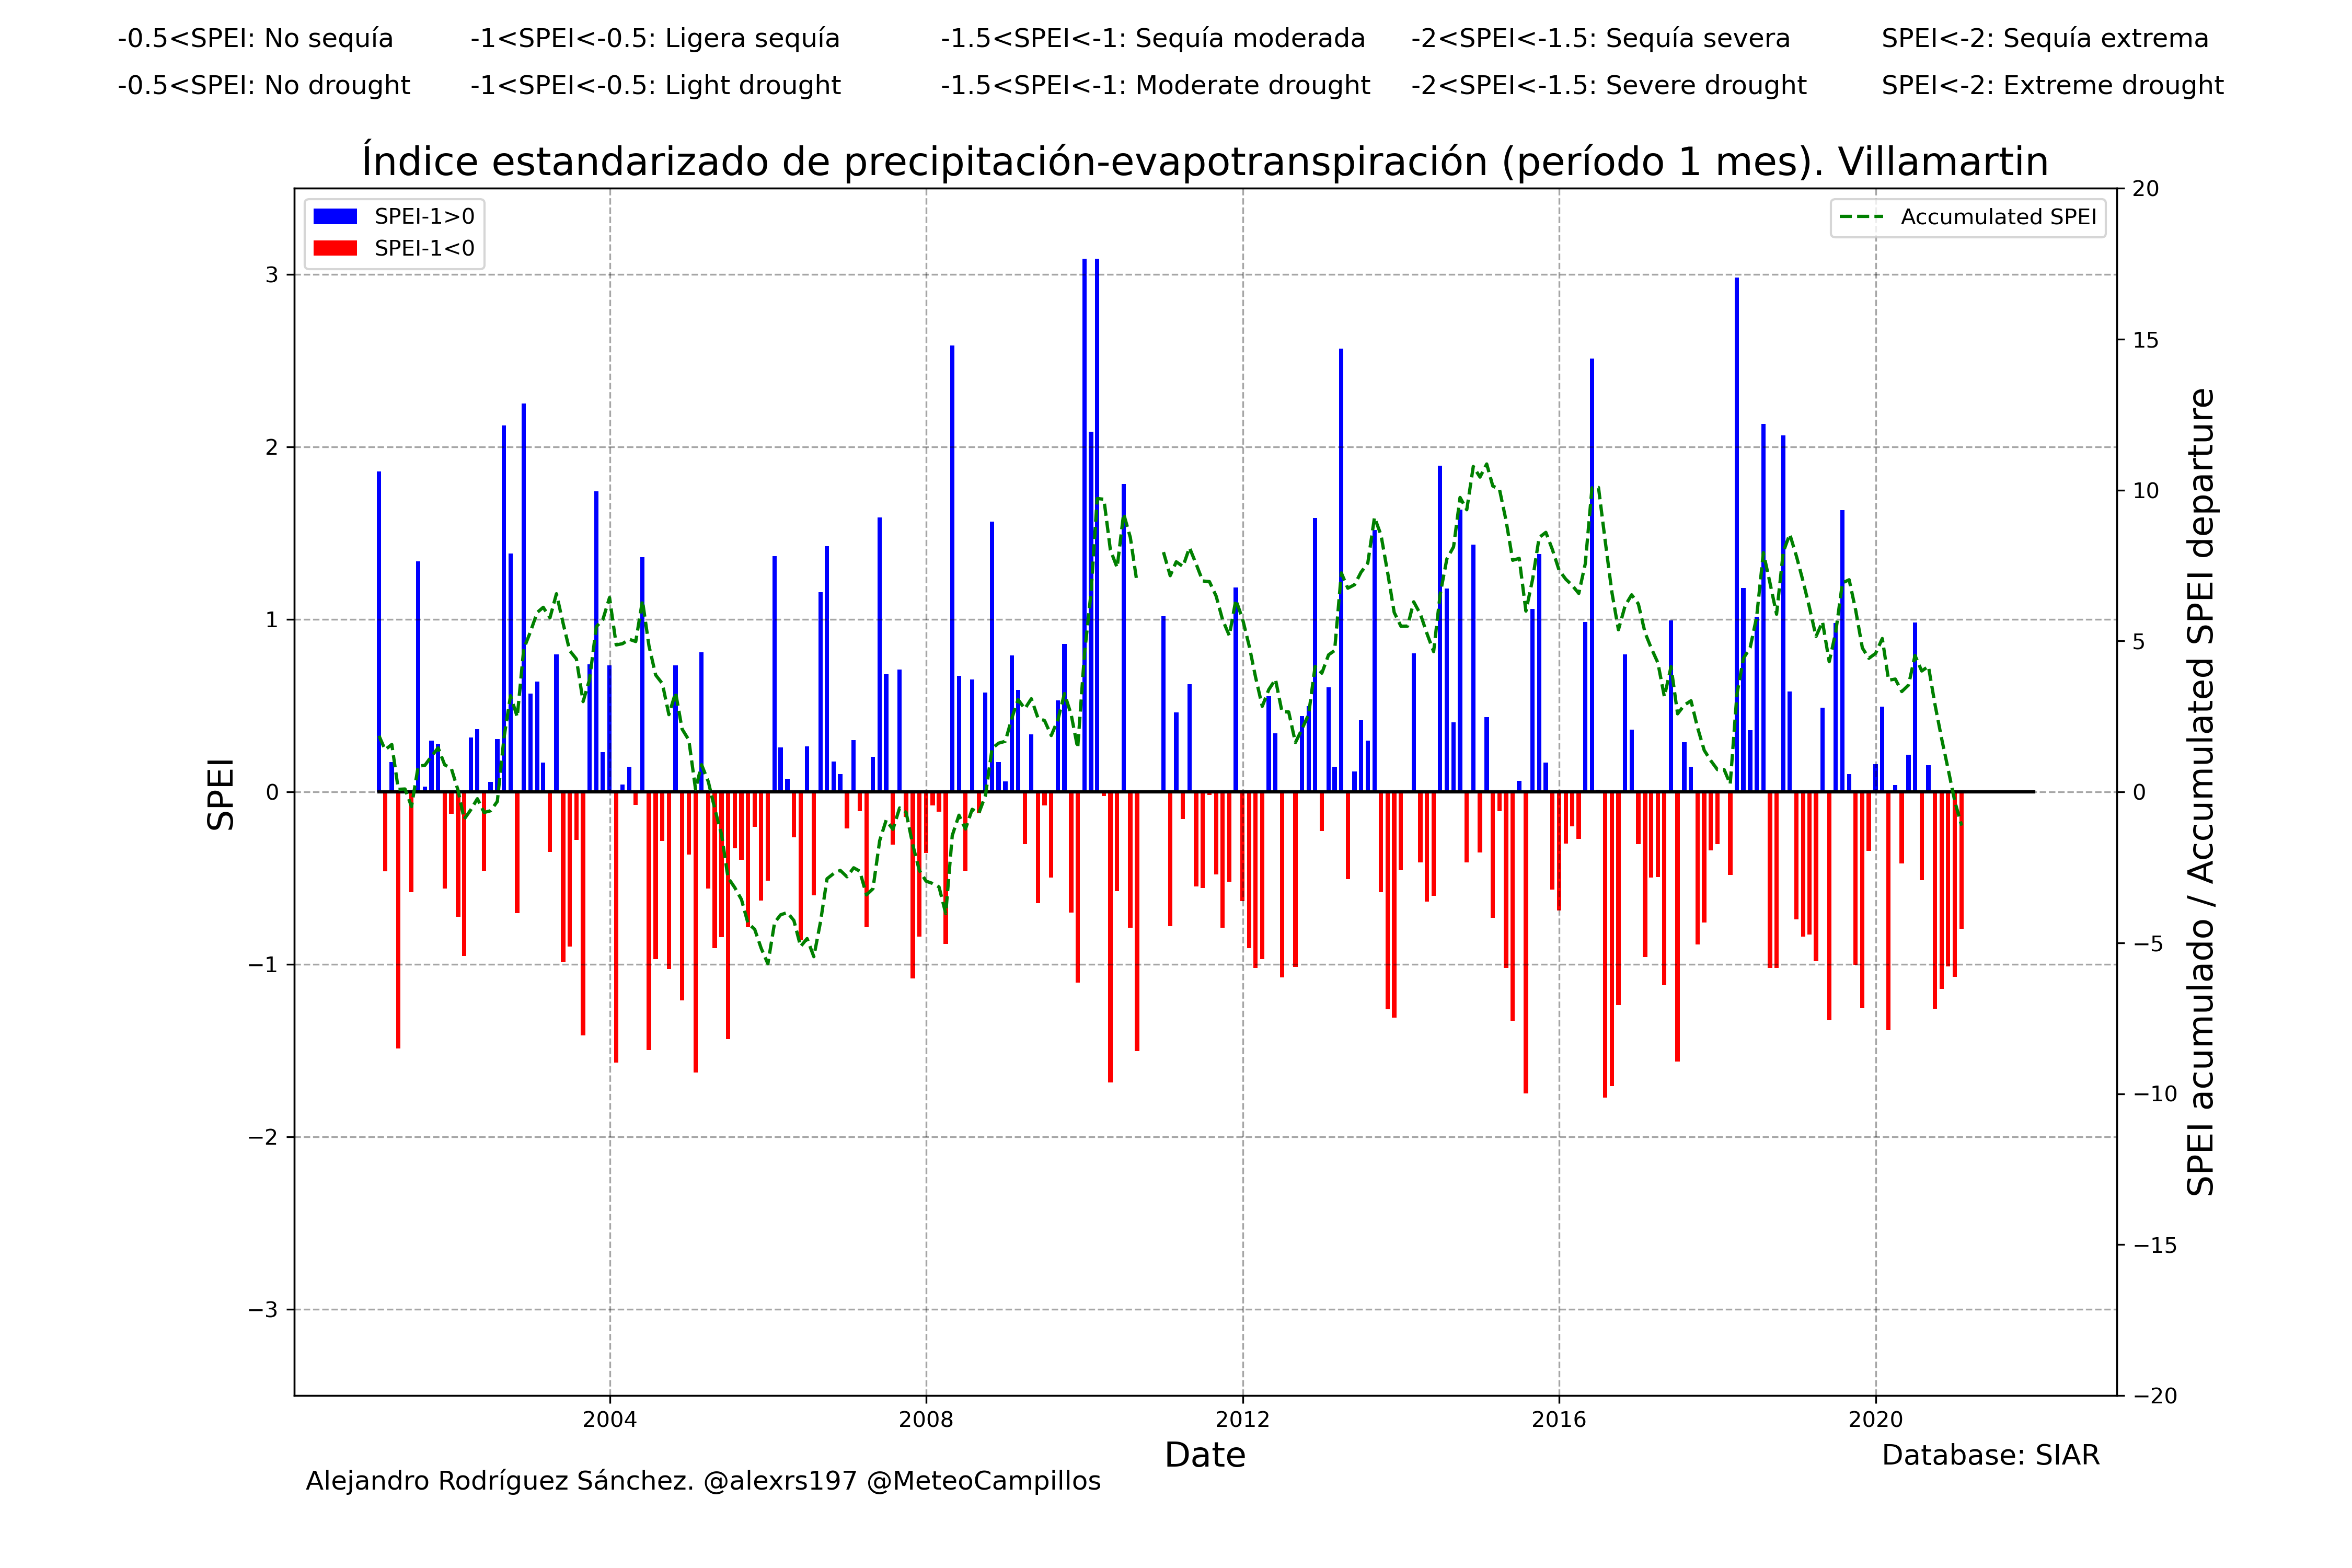 -0.5<SPEI: No sequía -1<SPEI<-0.5: Ligera sequía -1.5<SPEI<-1: Sequía moderada -2<SPEI<-1.5: Sequía severa SPEI<-2: Sequía extrema
-0.5<SPEI: No drought -1<SPEI<-0.5: Light drought -1.5<SPEI<-1: Moderate drought -2<SPEI<-1.5: Severe drought SPEI<-2: Extreme drought
Índice estandarizado de precipitación-evapotranspiración (período 1 mes). Villamartin
SPEI-1>0
SPEI-1<0
Accumulated SPEI
SPEI
3
2
1
0
−1
−2
−3
20
15
10
5
0
−5
−10
−15
−20
SPEI acumulado / Accumulated SPEI departure
2004 2008 2012 2016 2020
Date
Database: SIAR
Alejandro Rodríguez Sánchez. @alexrs197 @MeteoCampillos